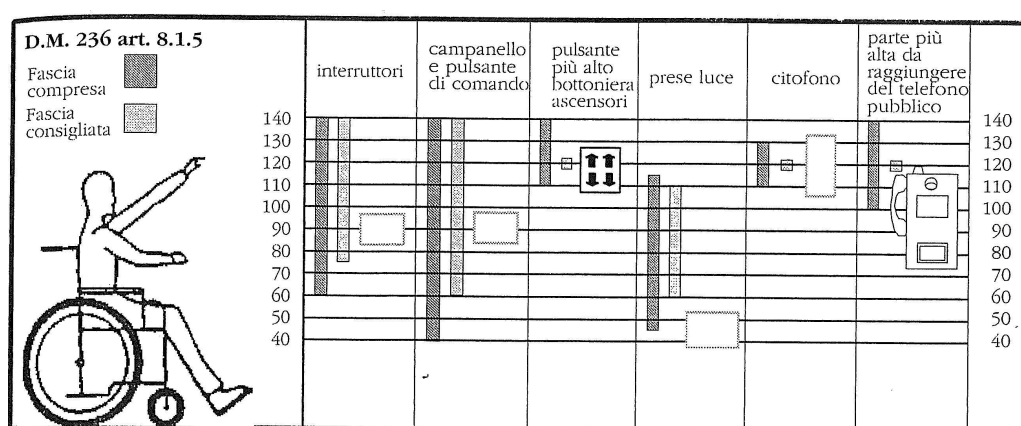 D.M. 236 art. 8.1.5
Fascia
compresa
Fascia
consigliata
interruttori
campanello
e pulsante
di comando
pulsante
più alto
bottoniera
ascensori
prese luce
citofono
parte più
alta da
raggiungere
del telefono
pubblico
140
130
120
110
100
90
80
70
60
50
40
140
130
120
110
100
90
80
70
60
50
40